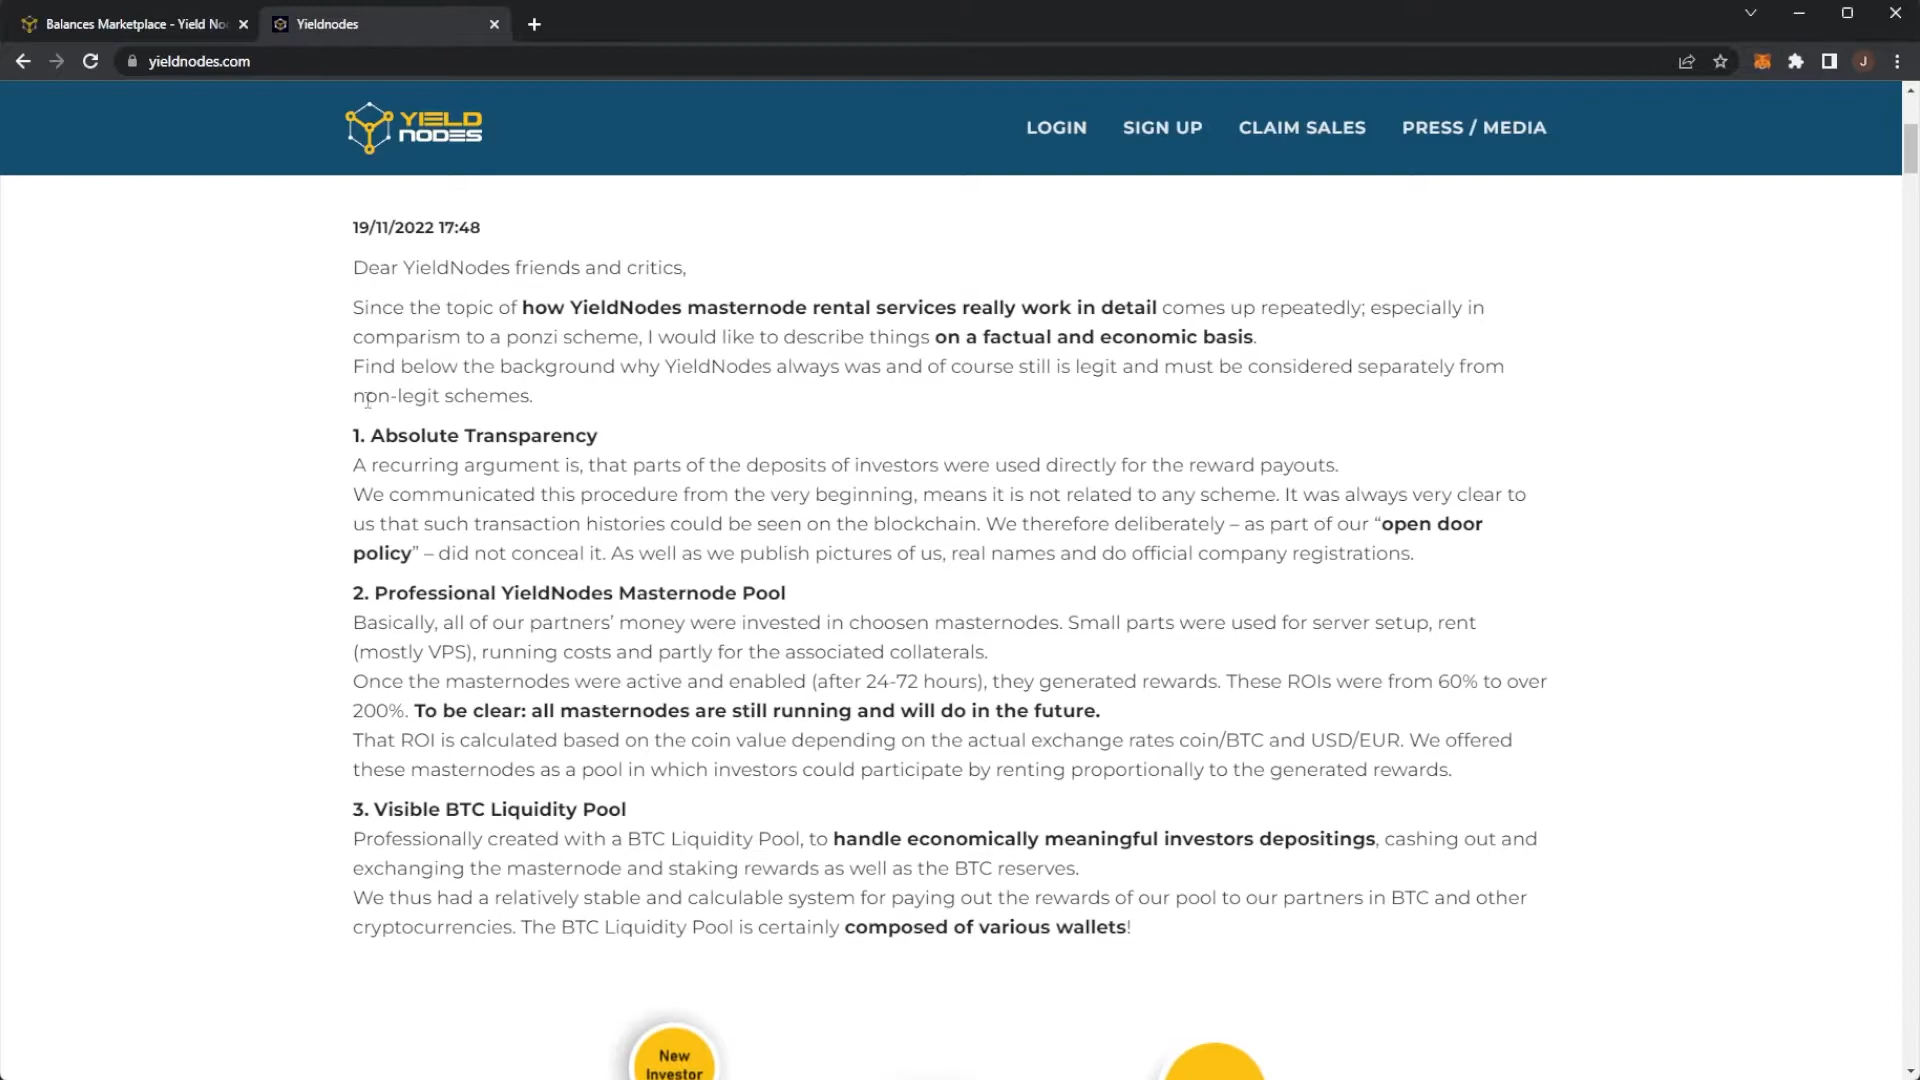 Balances Marketplace - Yield No
Yieldnodes
yieldnodes.com
J
YIELD
NODES
LOGIN
SIGN UP
CLAIM SALES
PRESS / MEDIA
19/11/2022 17:48
Dear YieldNodes friends and critics,
Since the topic of how YieldNodes masternode rental services really work in detail comes up repeatedly; especially in
comparism to a ponzi scheme, I would like to describe things on a factual and economic basis.
Find below the background why YieldNodes always was and of course still is legit and must be considered separately from
non-legit schemes.
1. Absolute Transparency
A recurring argument is, that parts of the deposits of investors were used directly for the reward payouts.
We communicated this procedure from the very beginning, means it is not related to any scheme. It was always very clear to
us that such transaction histories could be seen on the blockchain. We therefore deliberately – as part of our “open door
policy” – did not conceal it. As well as we publish pictures of us, real names and do official company registrations.
2. Professional YieldNodes Masternode Pool
Basically, all of our partners’ money were invested in choosen masternodes. Small parts were used for server setup, rent
(mostly VPS), running costs and partly for the associated collaterals.
Once the masternodes were active and enabled (after 24-72 hours), they generated rewards. These ROIs were from 60% to over
200%. To be clear: all masternodes are still running and will do in the future.
That ROI is calculated based on the coin value depending on the actual exchange rates coin/BTC and USD/EUR. We offered
these masternodes as a pool in which investors could participate by renting proportionally to the generated rewards.
3. Visible BTC Liquidity Pool
Professionally created with a BTC Liquidity Pool, to handle economically meaningful investors depositings, cashing out and
exchanging the masternode and staking rewards as well as the BTC reserves.
We thus had a relatively stable and calculable system for paying out the rewards of our pool to our partners in BTC and other
cryptocurrencies. The BTC Liquidity Pool is certainly composed of various wallets!
New
Investor